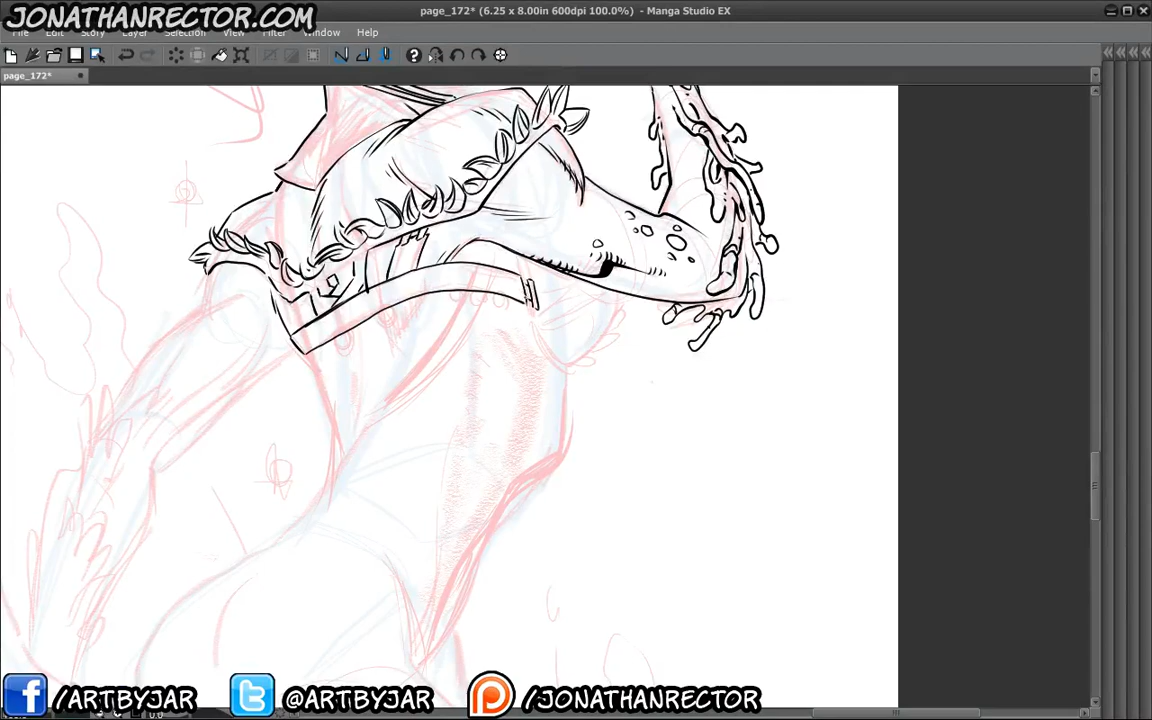 JONATHANRECTOR.COM
page_172* (6.25 x 8.00in 600dpi 100.0%) - Manga Studio EX
File Edit Story Layer Selection Filter Window Help
page_172*
/ARTBYJAR @ARTBYJAR /JONATHANRECTOR